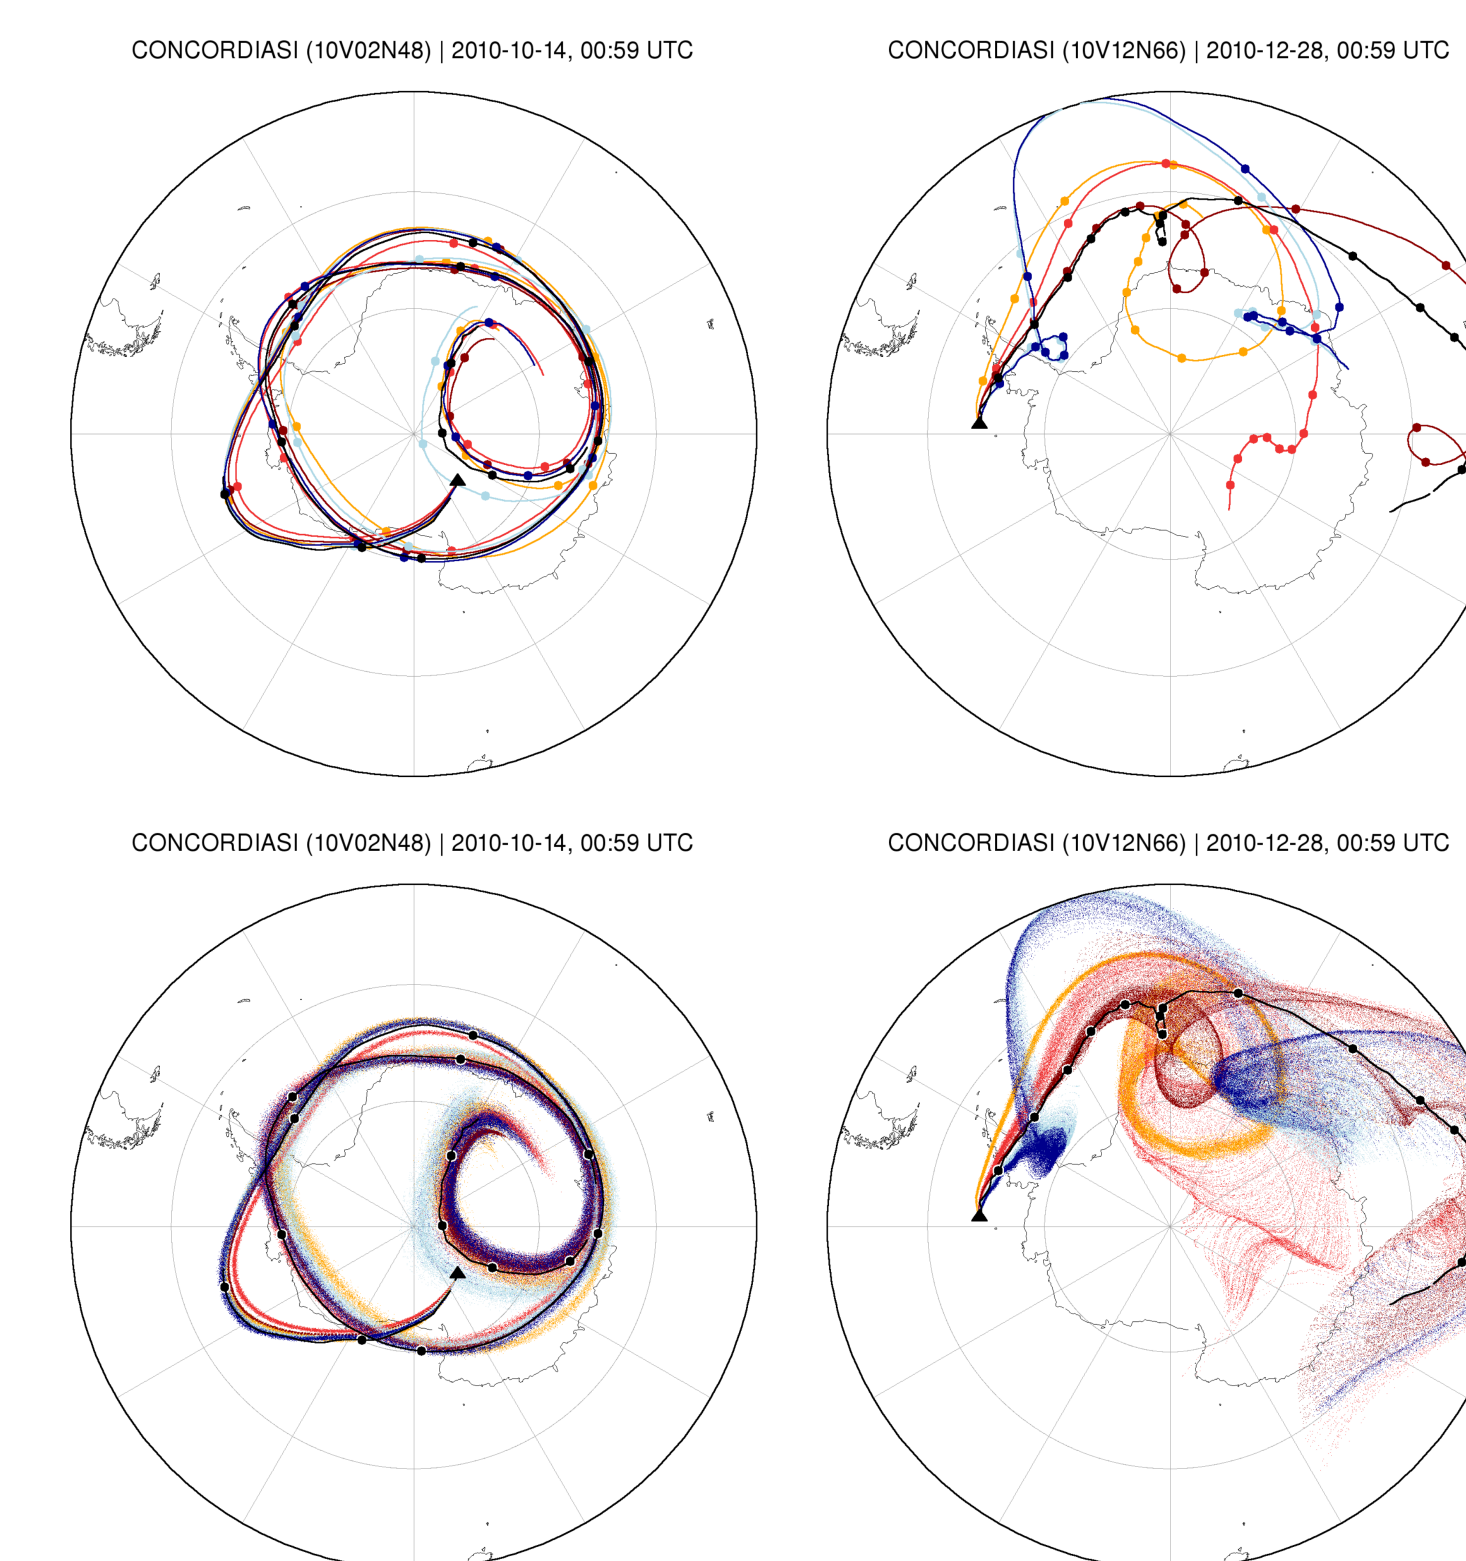 CONCORDIASI (10V02N48) | 2010-10-14, 00:59 UTC
CONCORDIASI (10V12N66) | 2010-12-28, 00:59 UTC
CONCORDIASI (10V02N48) | 2010-10-14, 00:59 UTC
CONCORDIASI (10V12N66) | 2010-12-28, 00:59 UTC